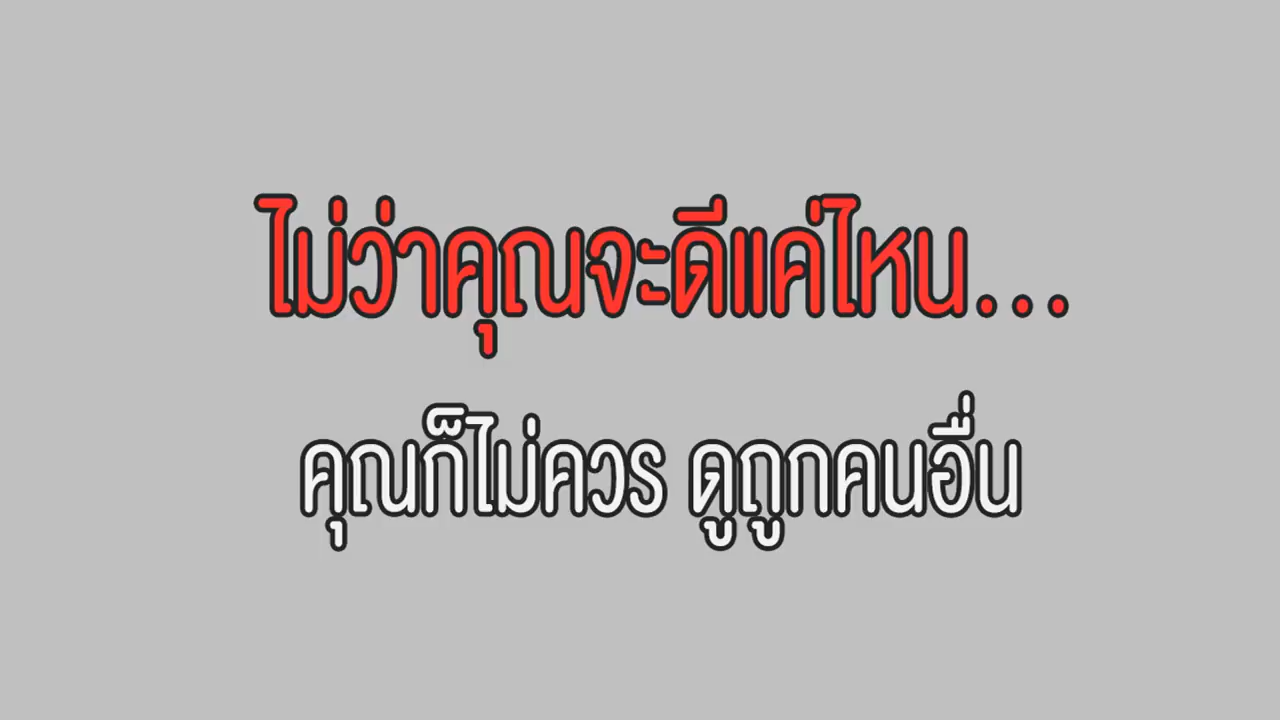 ไม่ว่าคุณจะดีแค่ไหน...
คุณก็ไม่ควร ดูถูกคนอื่น